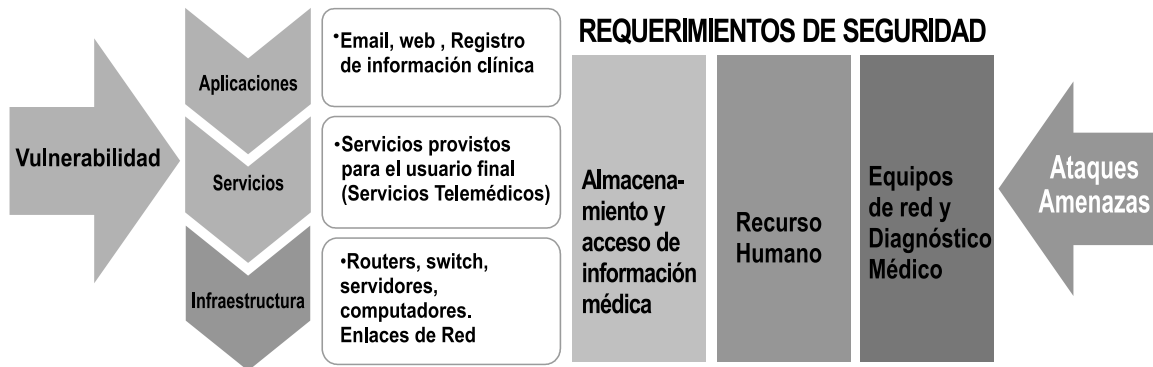 Vulnerabilidad
Aplicaciones
•Email, web , Registro
de información clínica
Servicios
•Servicios provistos
para el usuario final
(Servicios Telemédicos)
Infraestructura
•Routers, switch,
servidores,
computadores.
Enlaces de Red
REQUERIMIENTOS DE SEGURIDAD
Almacena-
miento y
acceso de
información
médica
Recurso
Humano
Equipos
de red y
Diagnóstico
Médico
Ataques
Amenazas